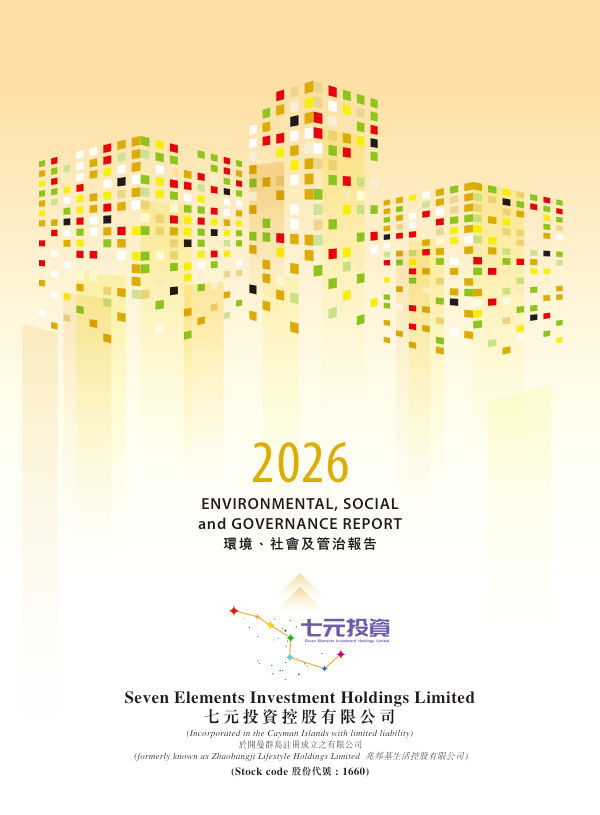 2026
ENVIRONMENTAL, SOCIAL
and GOVERNANCE REPORT
環境、社會及管治報告
七元投資
Seven Elements Investment Holdings Limited
Seven Elements Investment Holdings Limited
七元投資控股有限公司
(Incorporated in the Cayman Islands with limited liability)
於開曼群島註冊成立之有限公司
(formerly known as Zhaobangji Lifestyle Holdings Limited 兆邦基生活控股有限公司)
(Stock code 股份代號 : 1660)